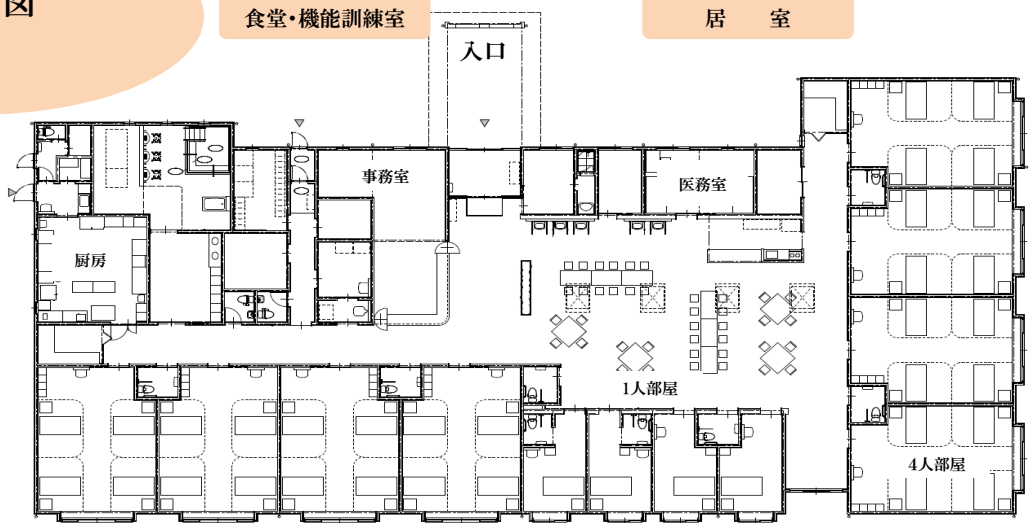 図
食堂・機能訓練室
居 室
入口
事務室
医務室
厨房
1人部屋
4人部屋